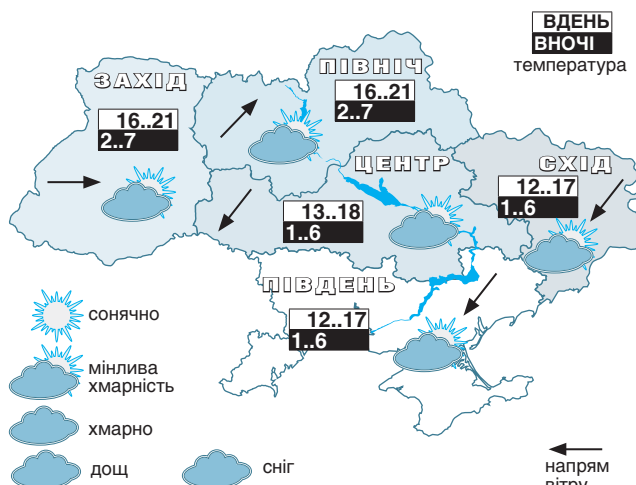 ВДЕНЬ
ВНОЧІ
температура
ЗАХІД
16..21
2..7
ПІВНІЧ
16..21
2..7
ЦЕНТР
13..18
1..6
СХІД
12..17
1..6
ПІВДЕНЬ
12..17
1..6
сонячно
мінлива
хмарність
хмарно
дощ
сніг
напрям
вітру